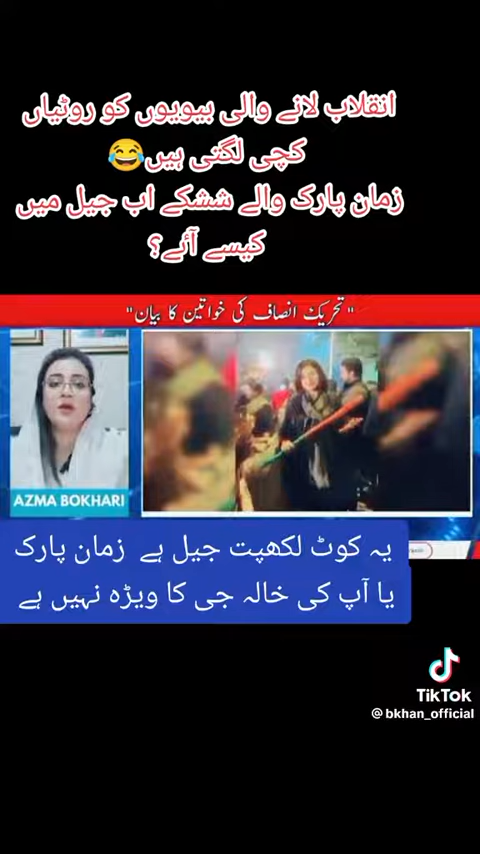 انقلاب لانے والی بیویوں کو روٹیاں
کچی لگتی ہیں😂
زمان پارک والے ششکے اب جیل میں
کیسے آئے؟
"تحریک انصاف کی خواتین کا بیان"
AZMA BOKHARI
یہ کوٹ لکھپت جیل ہے زمان پارک
یا آپ کی خالہ جی کا ویڑہ نہیں ہے
TikTok
@bkhan_official